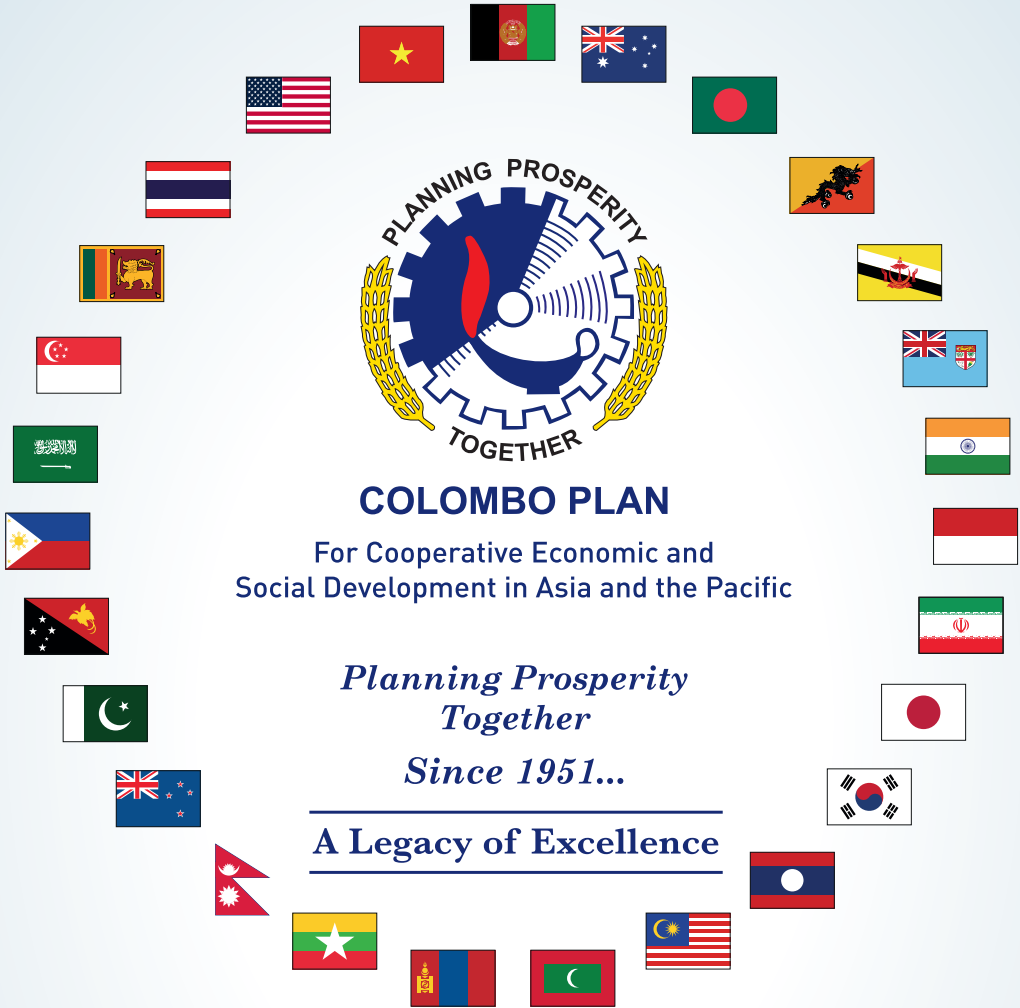 PLANNING PROSPERITY
TOGETHER
COLOMBO PLAN
For Cooperative Economic and
Social Development in Asia and the Pacific
Planning Prosperity
Together
Since 1951...
A Legacy of Excellence